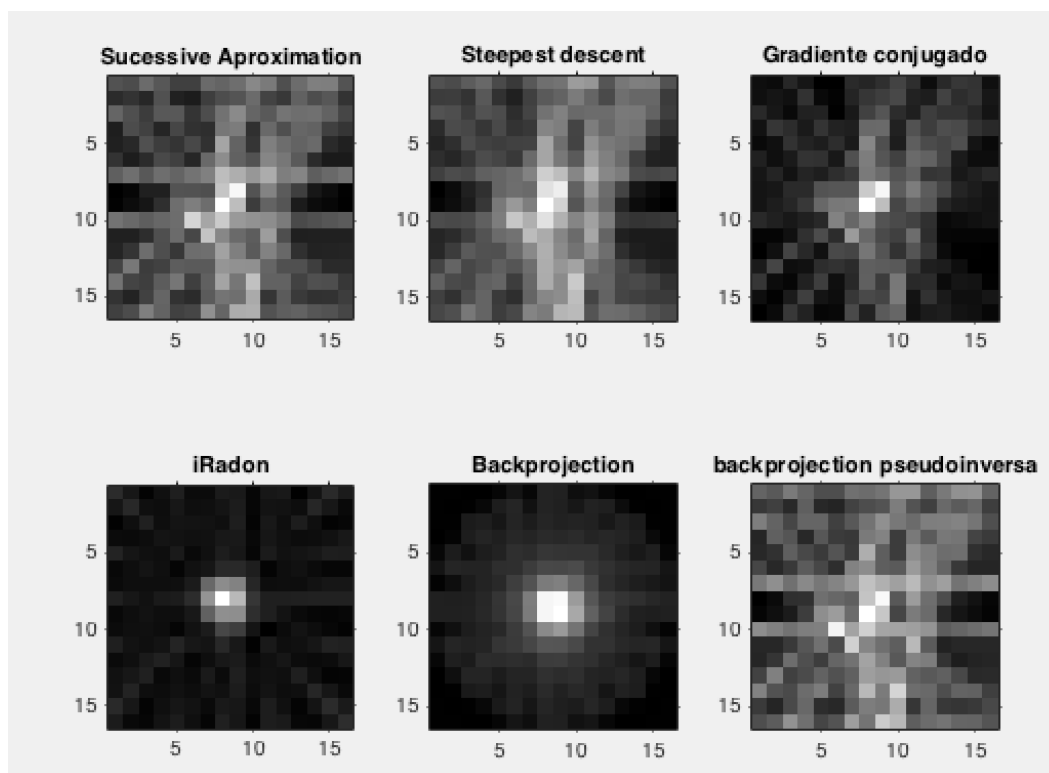 Sucessive Aproximation
5
10
15
5 10 15
Steepest descent
5
10
15
5 10 15
Gradiente conjugado
5
10
15
5 10 15
iRadon
5
10
15
5 10 15
Backprojection
5
10
15
5 10 15
backprojection pseudoinversa
5
10
15
5 10 15